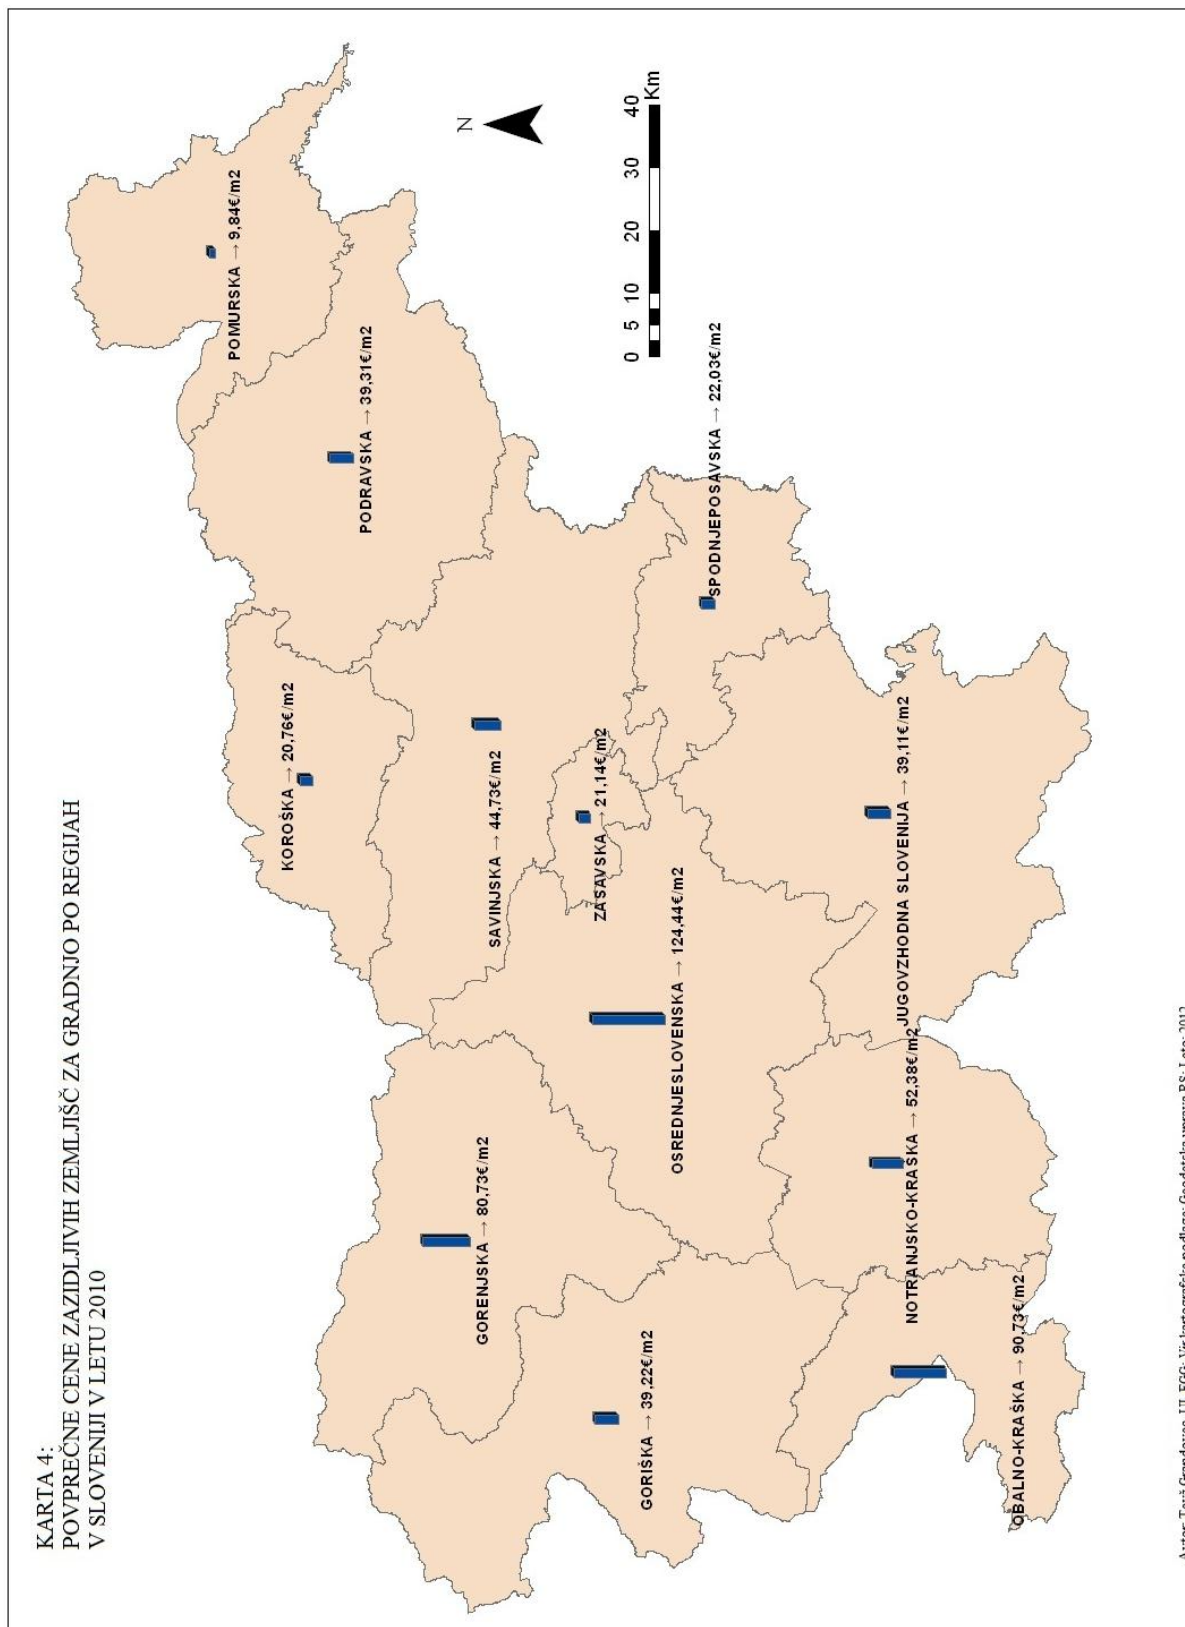 KARTA 4:
POVPREČNE CENE ZAZIDLJIVIH ZEMLJIŠČ ZA GRADNJO PO REGIJAH
V SLOVENIJI V LETU 2010
POMURSKA → 9,84€/m2
PODRAVSKA → 39,31€/m2
KOROŠKA → 20,76€/m2
SAVINJSKA → 44,73€/m2
ZASAVSKA → 21,14€/m2
SPODNJEPOSAVSKA → 22,03€/m2
GORENJSKA → 80,73€/m2
OSREDNJESLOVENSKA → 124,44€/m2
GORIŠKA → 39,22€/m2
JUGOVZHODNA SLOVENIJA → 39,11€/m2
NOTRANJSKO-KRAŠKA → 52,38€/m2
OBALNO-KRAŠKA → 90,73€/m2
N
0 5 10 20 30 40
Km